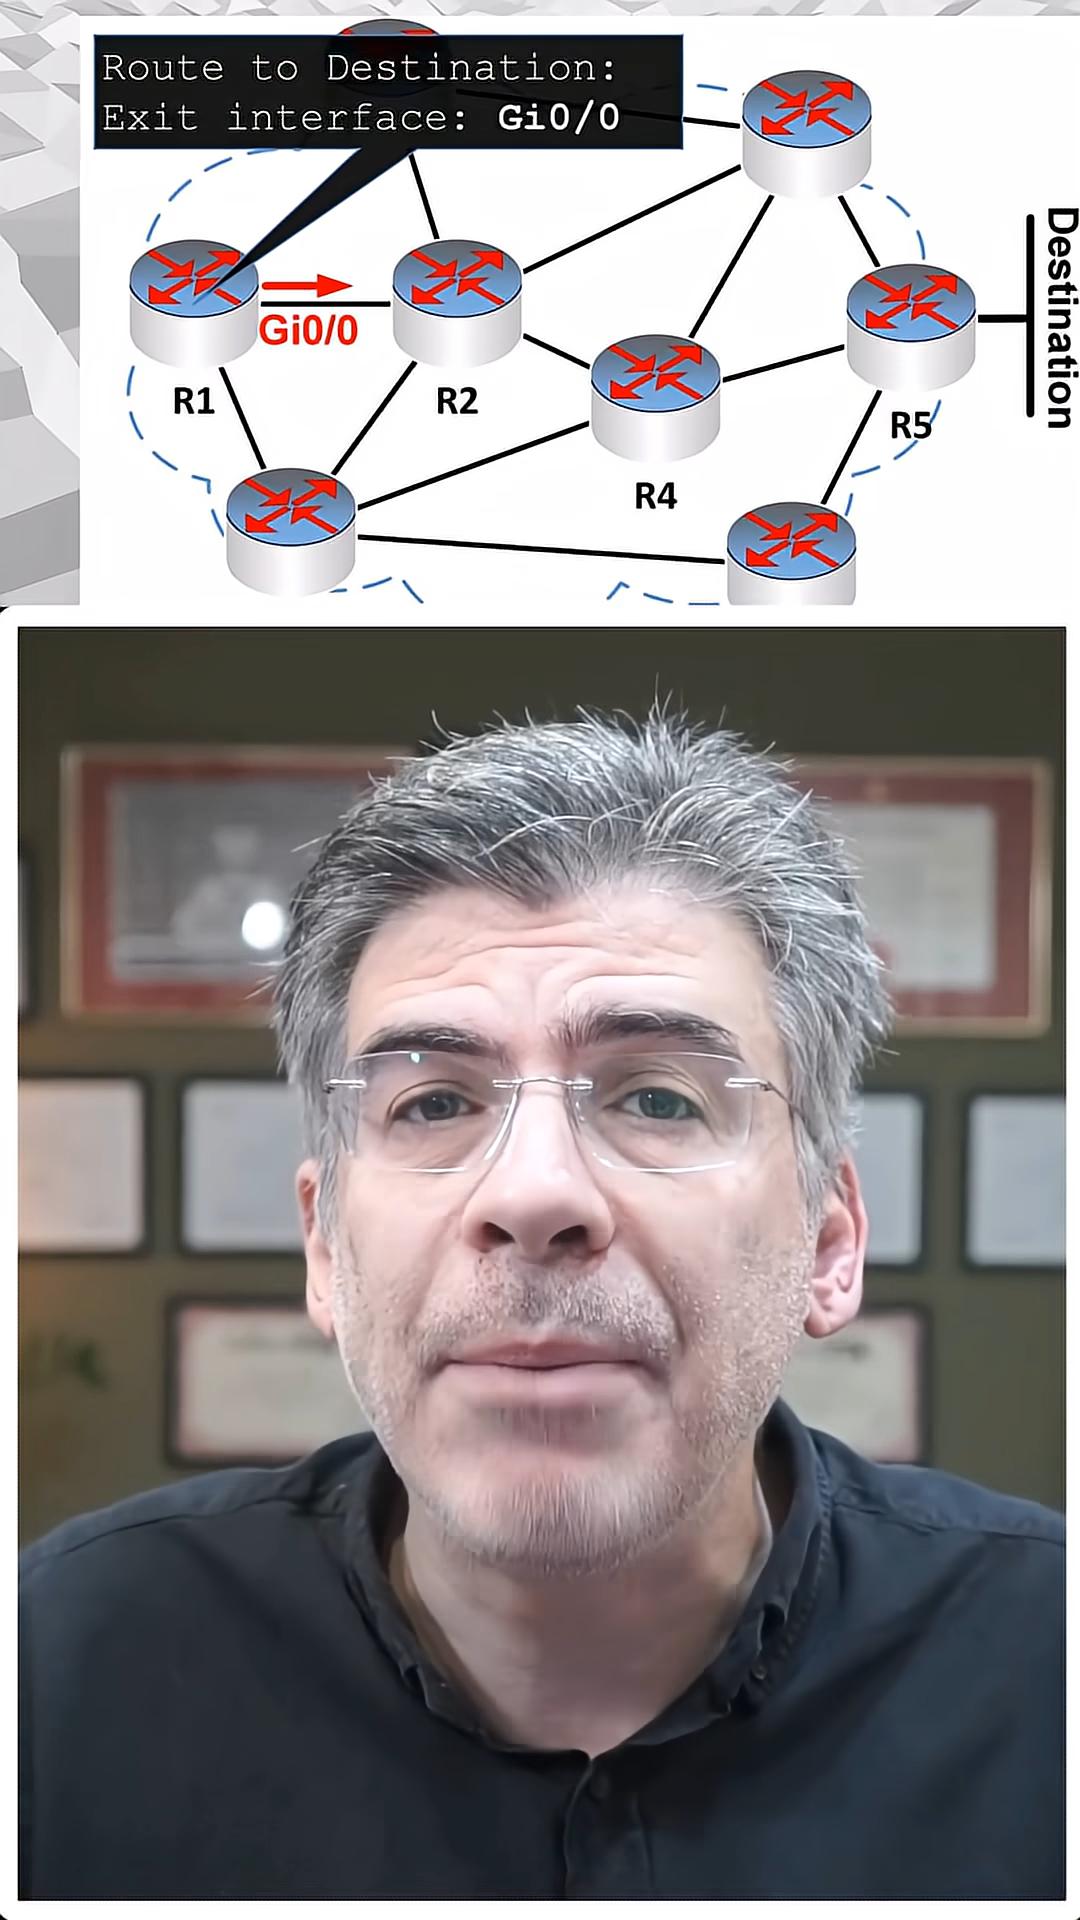 Route to Destination:
Exit interface: Gi0/0
Gi0/0
R1
R2
R4
R5
Destination